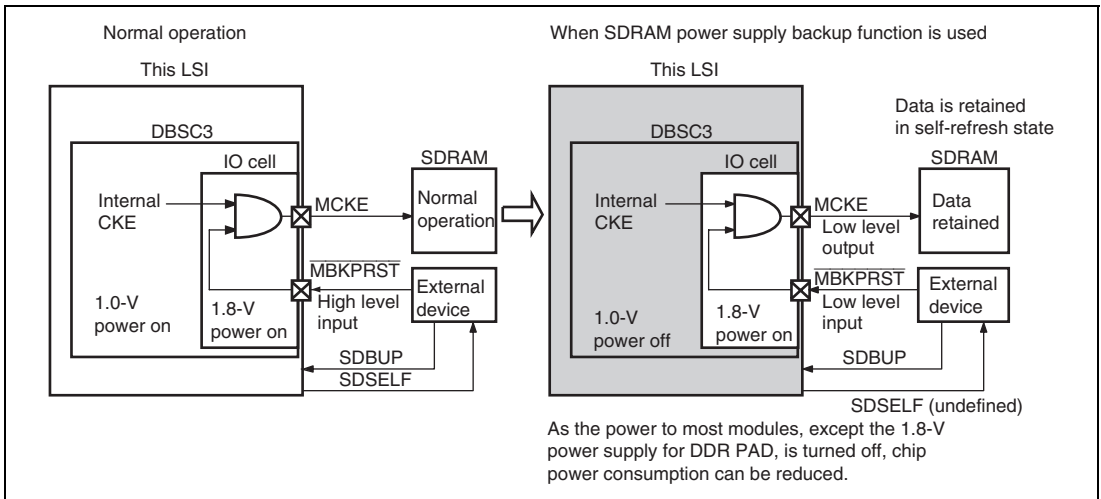 Normal operation
This LSI
DBSC3
IO cell
Internal
CKE
MCKE
SDRAM
Normal
operation
MBKPRST
High level
input
External
device
1.0-V
power on
1.8-V
power on
SDBUP
SDSELF
When SDRAM power supply backup function is used
This LSI
Data is retained
in self-refresh state
DBSC3
IO cell
Internal
CKE
MCKE
Low level
output
SDRAM
Data
retained
MBKPRST
Low level
input
External
device
1.0-V
power off
1.8-V
power on
SDBUP
SDSELF (undefined)
As the power to most modules, except the 1.8-V
power supply for DDR PAD, is turned off, chip
power consumption can be reduced.